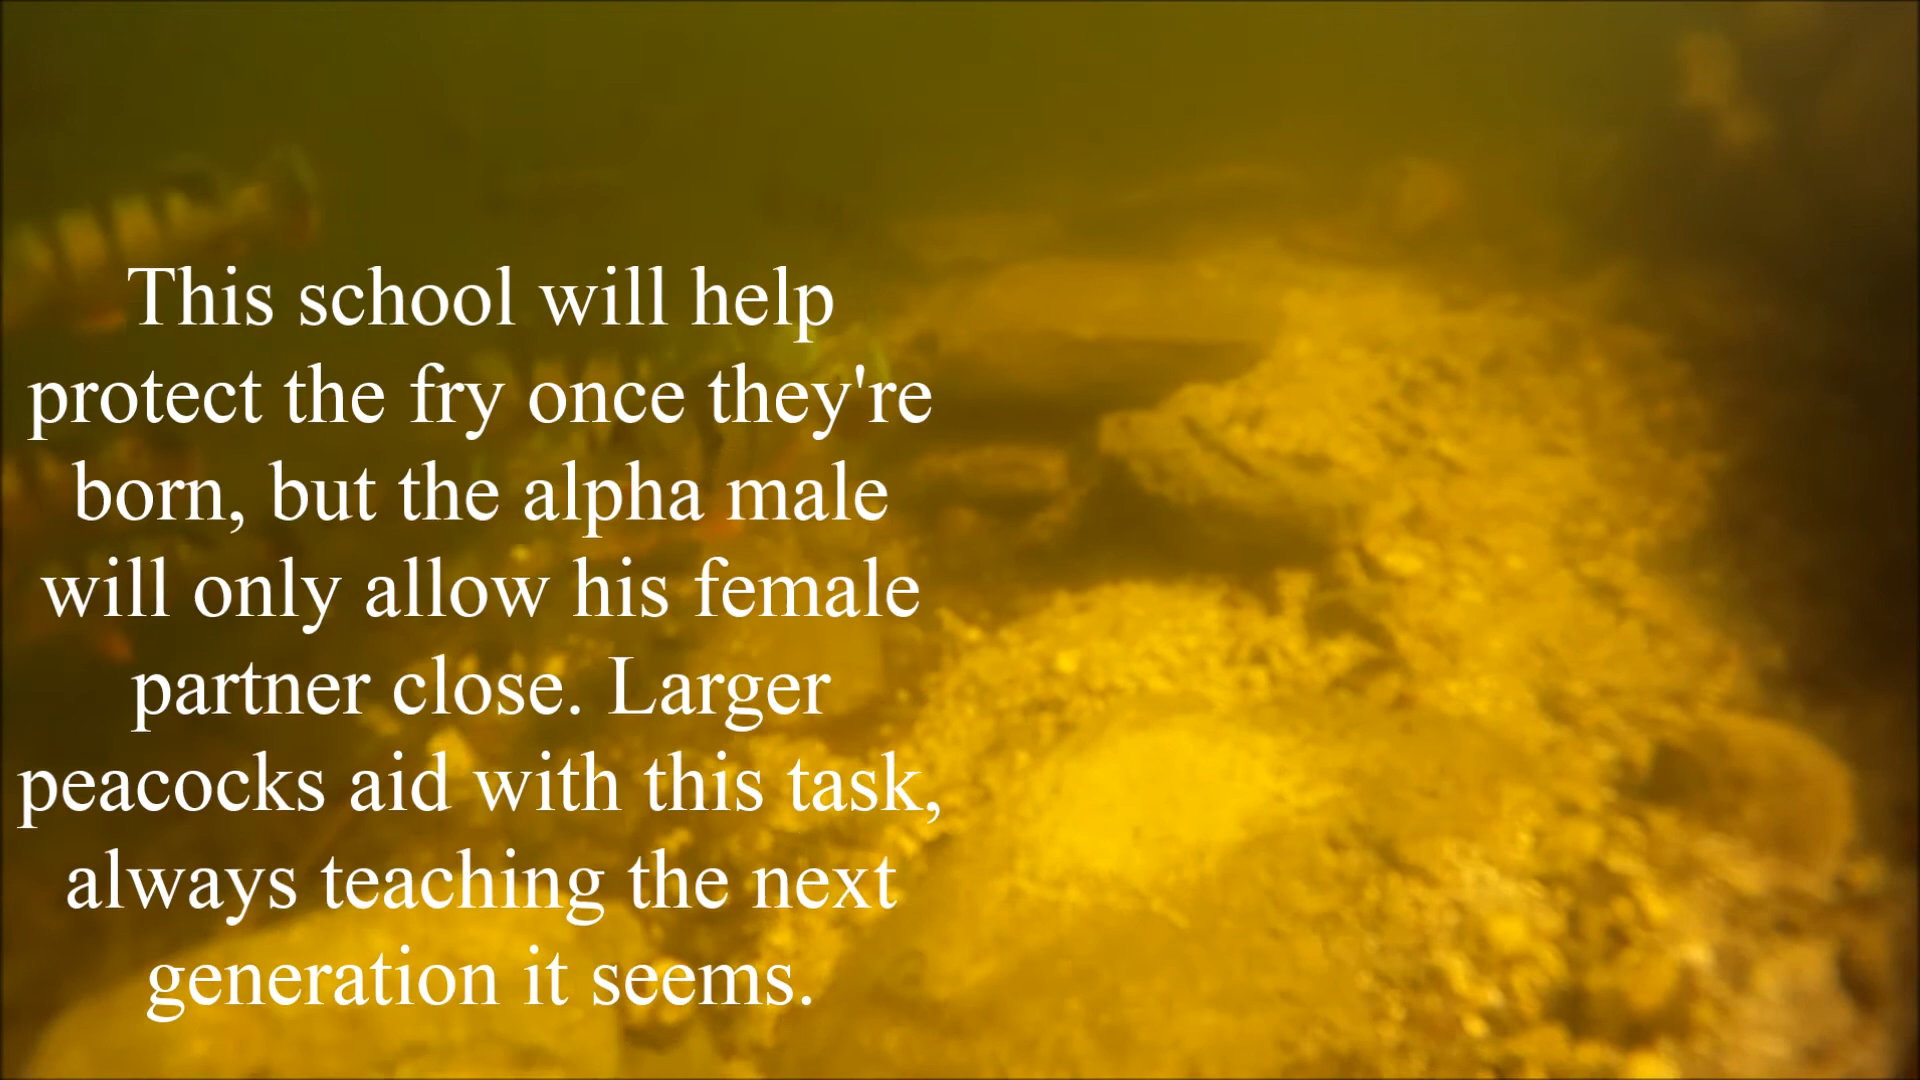 This school will help
protect the fry once they're
born, but the alpha male
will only allow his female
partner close. Larger
peacocks aid with this task,
always teaching the next
generation it seems.